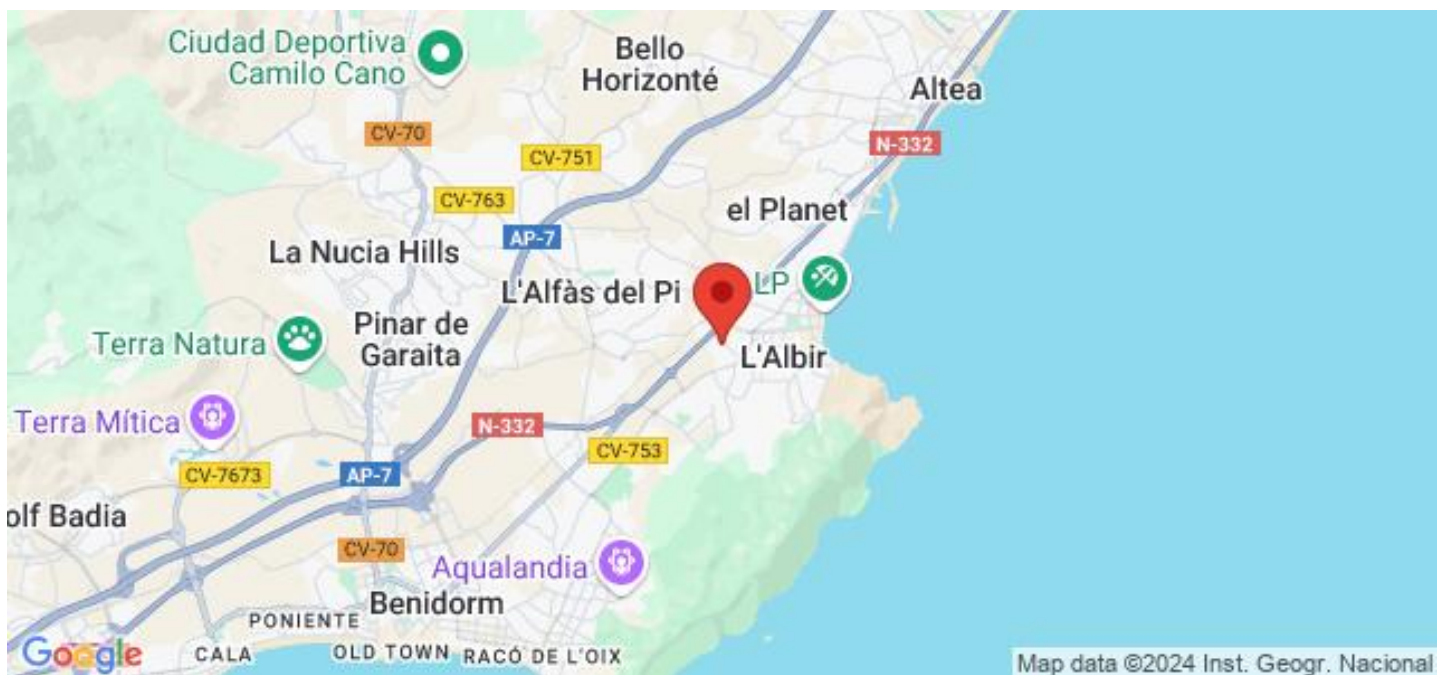 Ciudad Deportiva
Camilo Cano
Bello
Horizonté
Altea
CV-70
CV-751
N-332
CV-763
el Planet
AP-7
La Nucia Hills
L'Alfàs del Pi
LP
Pinar de
Garaita
Terra Natura
L'Albir
Terra Mítica
N-332
CV-753
CV-7673
AP-7
olf Badia
CV-70
Aqualandia
Benidorm
PONIENTE
Google
CALA
OLD TOWN
RACÓ DE L'OIX
Map data ©2024 Inst. Geogr. Nacional